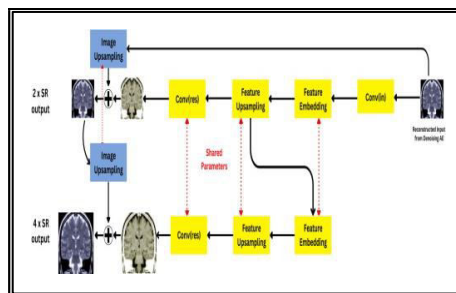 Image
Upsampling
2 x SR
output
Conv(res)
Feature
Upsampling
Feature
Embedding
Conv(in)
Reconstructed Input
from Denoising AE
Image
Upsampling
Shared
Parameters
4 x SR
output
Conv(res)
Feature
Upsampling
Feature
Embedding